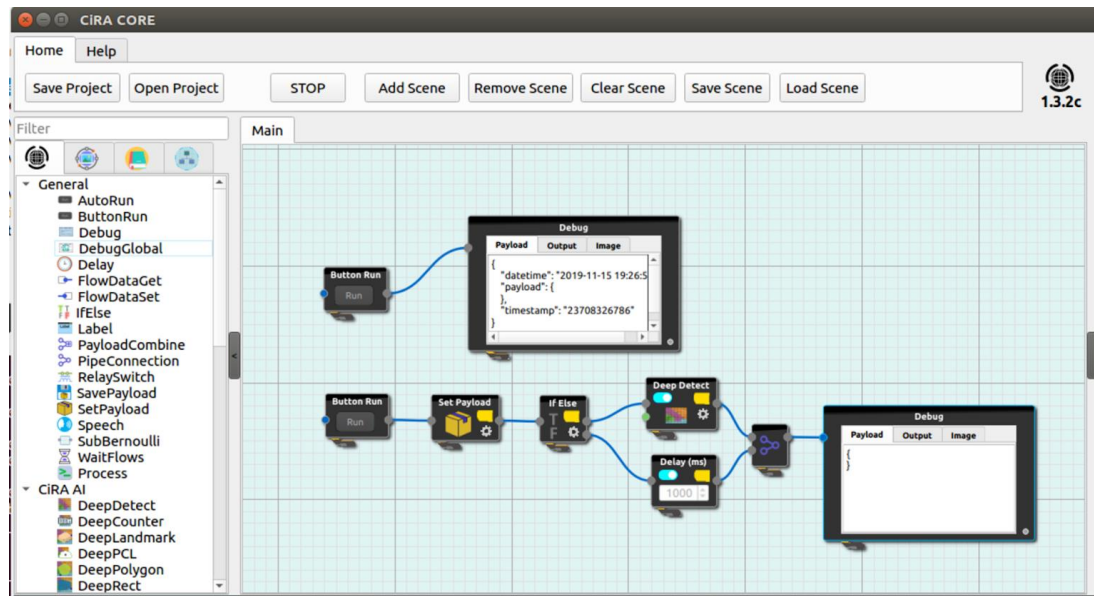 CiRA CORE
Home Help
Save Project Open Project STOP Add Scene Remove Scene Clear Scene Save Scene Load Scene
1.3.2c
Filter
Main
General
AutoRun
ButtonRun
Debug
DebugGlobal
Delay
FlowDataGet
FlowDataSet
IfElse
Label
PayloadCombine
PipeConnection
RelaySwitch
SavePayload
SetPayload
Speech
SubBernoulli
WaitFlows
Process
CiRA AI
DeepDetect
DeepCounter
DeepLandmark
DeepPCL
DeepPolygon
DeepRect
Button Run
Run
Debug
Payload Output Image
{
"datetime": "2019-11-15 19:26:5
"payload": {
},
"timestamp": "23708326786"
}
Button Run
Run
Set Payload
If Else
T
F
Deep Detect
Delay (ms)
1000
Debug
Payload Output Image
{
}